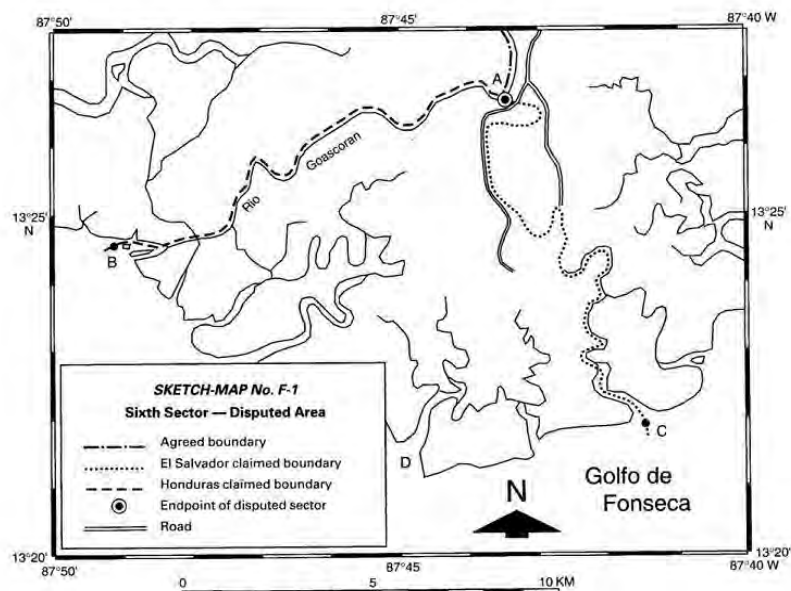 87°50'
87°45'
87°40 W
A
Rio
Goascoran
13°25'
N
13°25'
N
B
SKETCH-MAP No. F-1
Sixth Sector — Disputed Area
Agreed boundary
El Salvador claimed boundary
Honduras claimed boundary
Endpoint of disputed sector
Road
D
C
N
Golfo de
Fonseca
13°20'
13°20'
87°50'
87°45'
87°40 W
0 5 10 KM